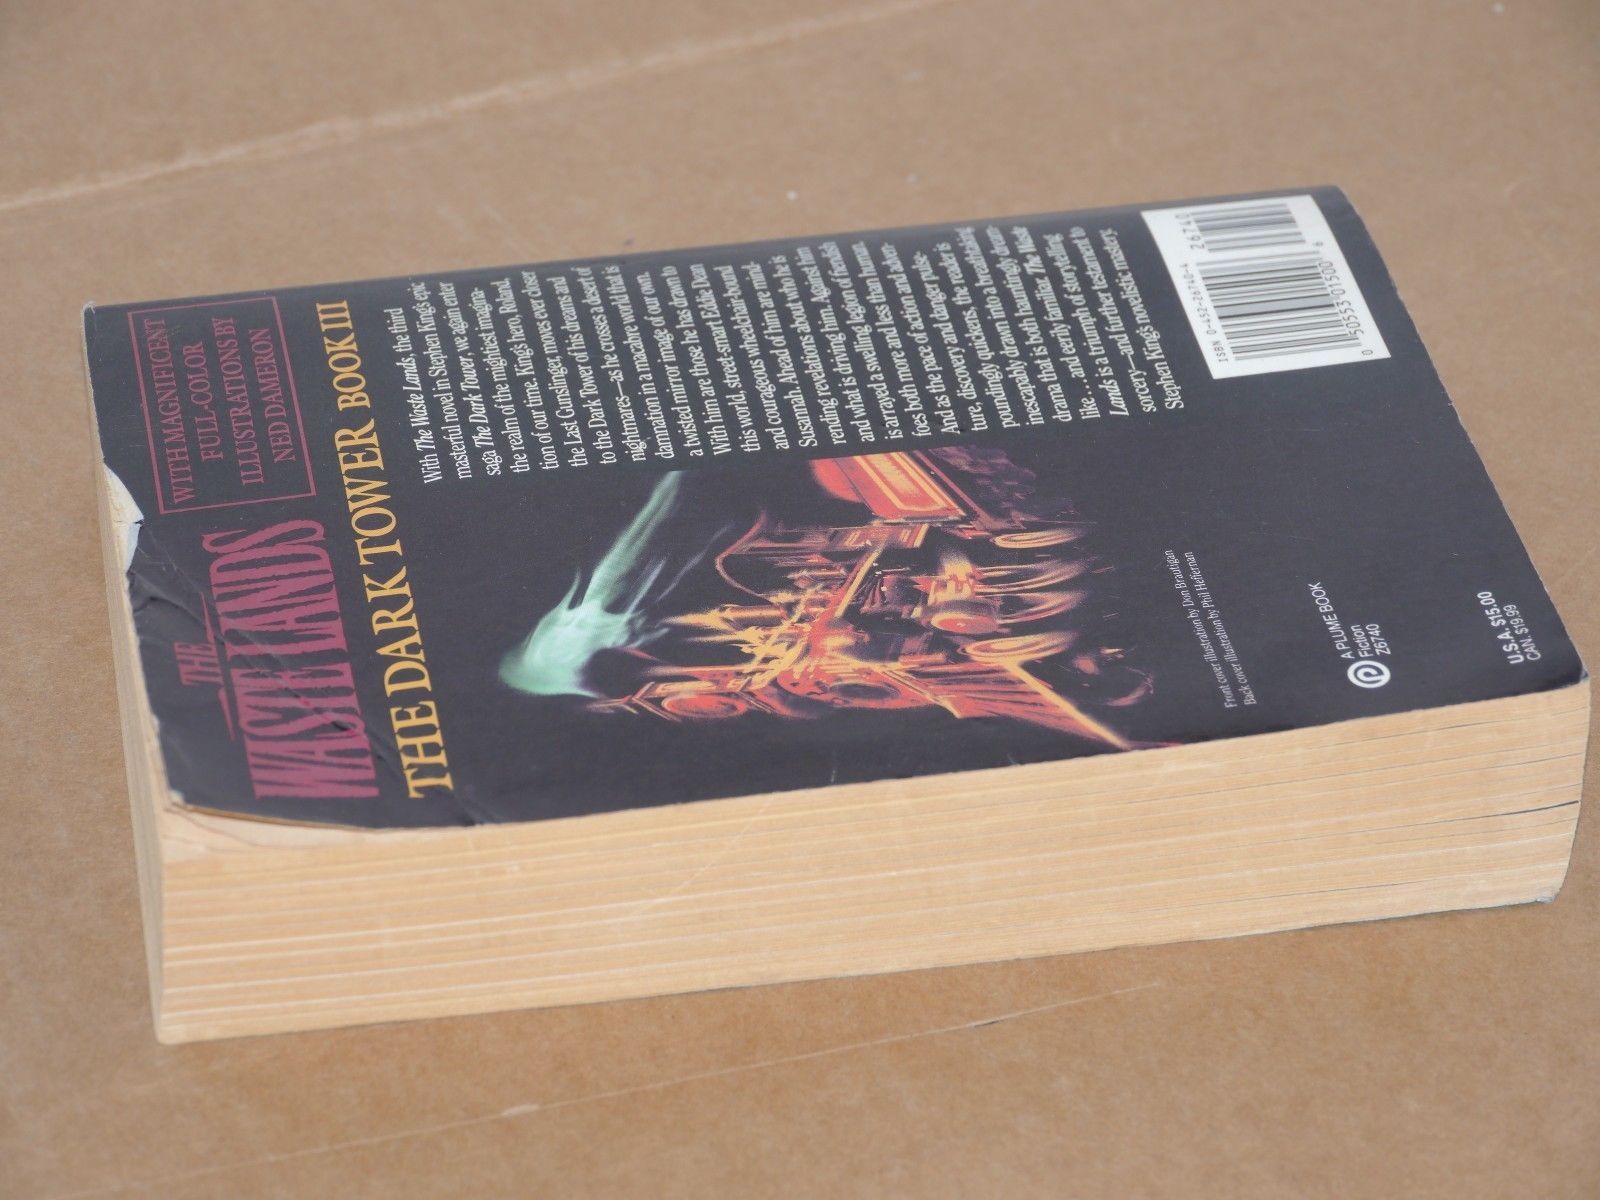 THE
WASTE LANDS
WITH MAGNIFICENT
FULL-COLOR
ILLUSTRATIONS BY
NED DAMERON
THE DARK TOWER BOOK III
With The Waste Lands, the third
masterful novel in Stephen King's epic
saga The Dark Tower, we again enter
the realm of the mightiest imagina-
tion of our time. King's hero, Roland,
the Last Gunslinger, moves ever closer
to the Dark Tower of his dreams and
nightmares—as he crosses a desert of
damnation in a macabre world that is
a twisted mirror image of our own.
With him are those he has drawn to
this world, street-smart Eddie Dean
and courageous wheelchair-bound
Susannah. Ahead of him are mind-
rending revelations about who he is
and what is driving him. Against him
is arrayed a swelling legion of fiendish
foes both more and less than human.
And as the pace of action and adven-
ture, discovery and danger pulse-
poundingly quickens, the reader is
inescapably drawn into a breathtaking
drama that is both hauntingly dream-
like...and eerily familiar. The Waste
Lands is a triumph of storytelling
sorcery—and further testament to
Stephen King's novelistic mastery.
Front cover illustration by Don Brautigan
Back cover illustration by Phil Heffernan
A PLUME BOOK
Fiction
Z6740
U.S.A. $15.00
CAN. $19.99
ISBN 0-452-26740-4
26740
0 50553 01500 6